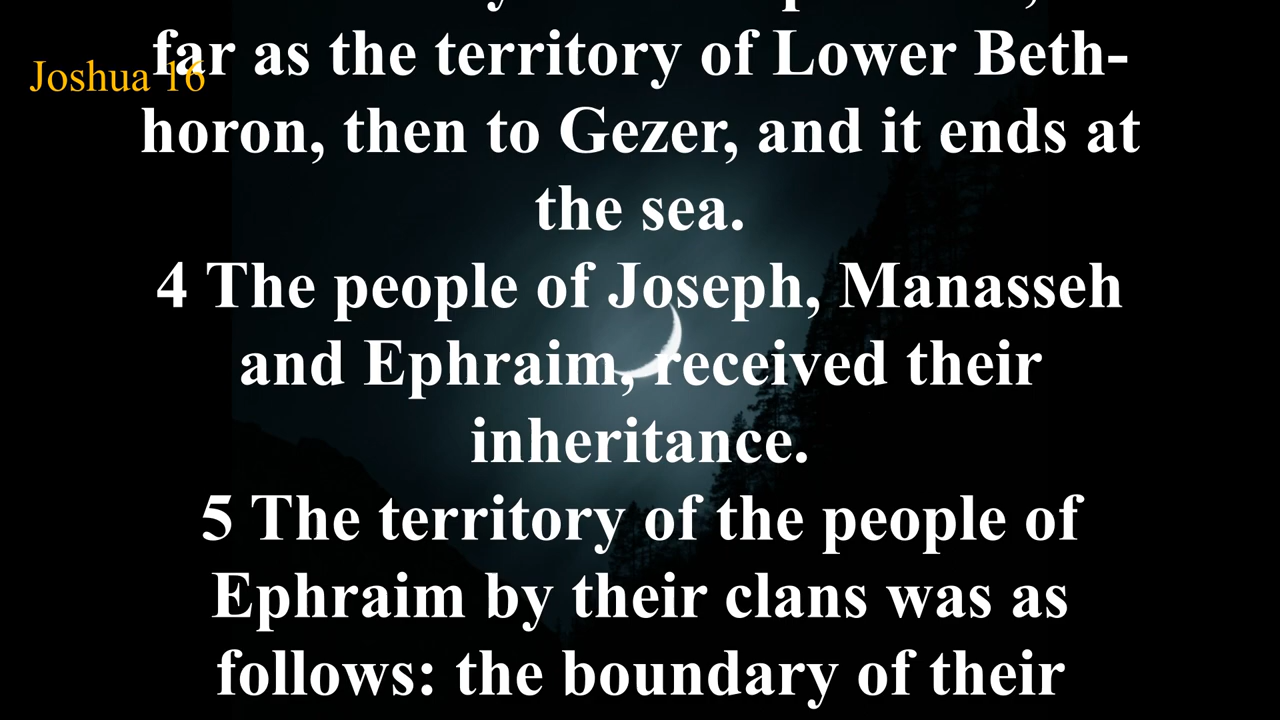 Joshua 16
far as the territory of Lower Beth-
horon, then to Gezer, and it ends at
the sea.
4 The people of Joseph, Manasseh
and Ephraim, received their
inheritance.
5 The territory of the people of
Ephraim by their clans was as
follows: the boundary of their